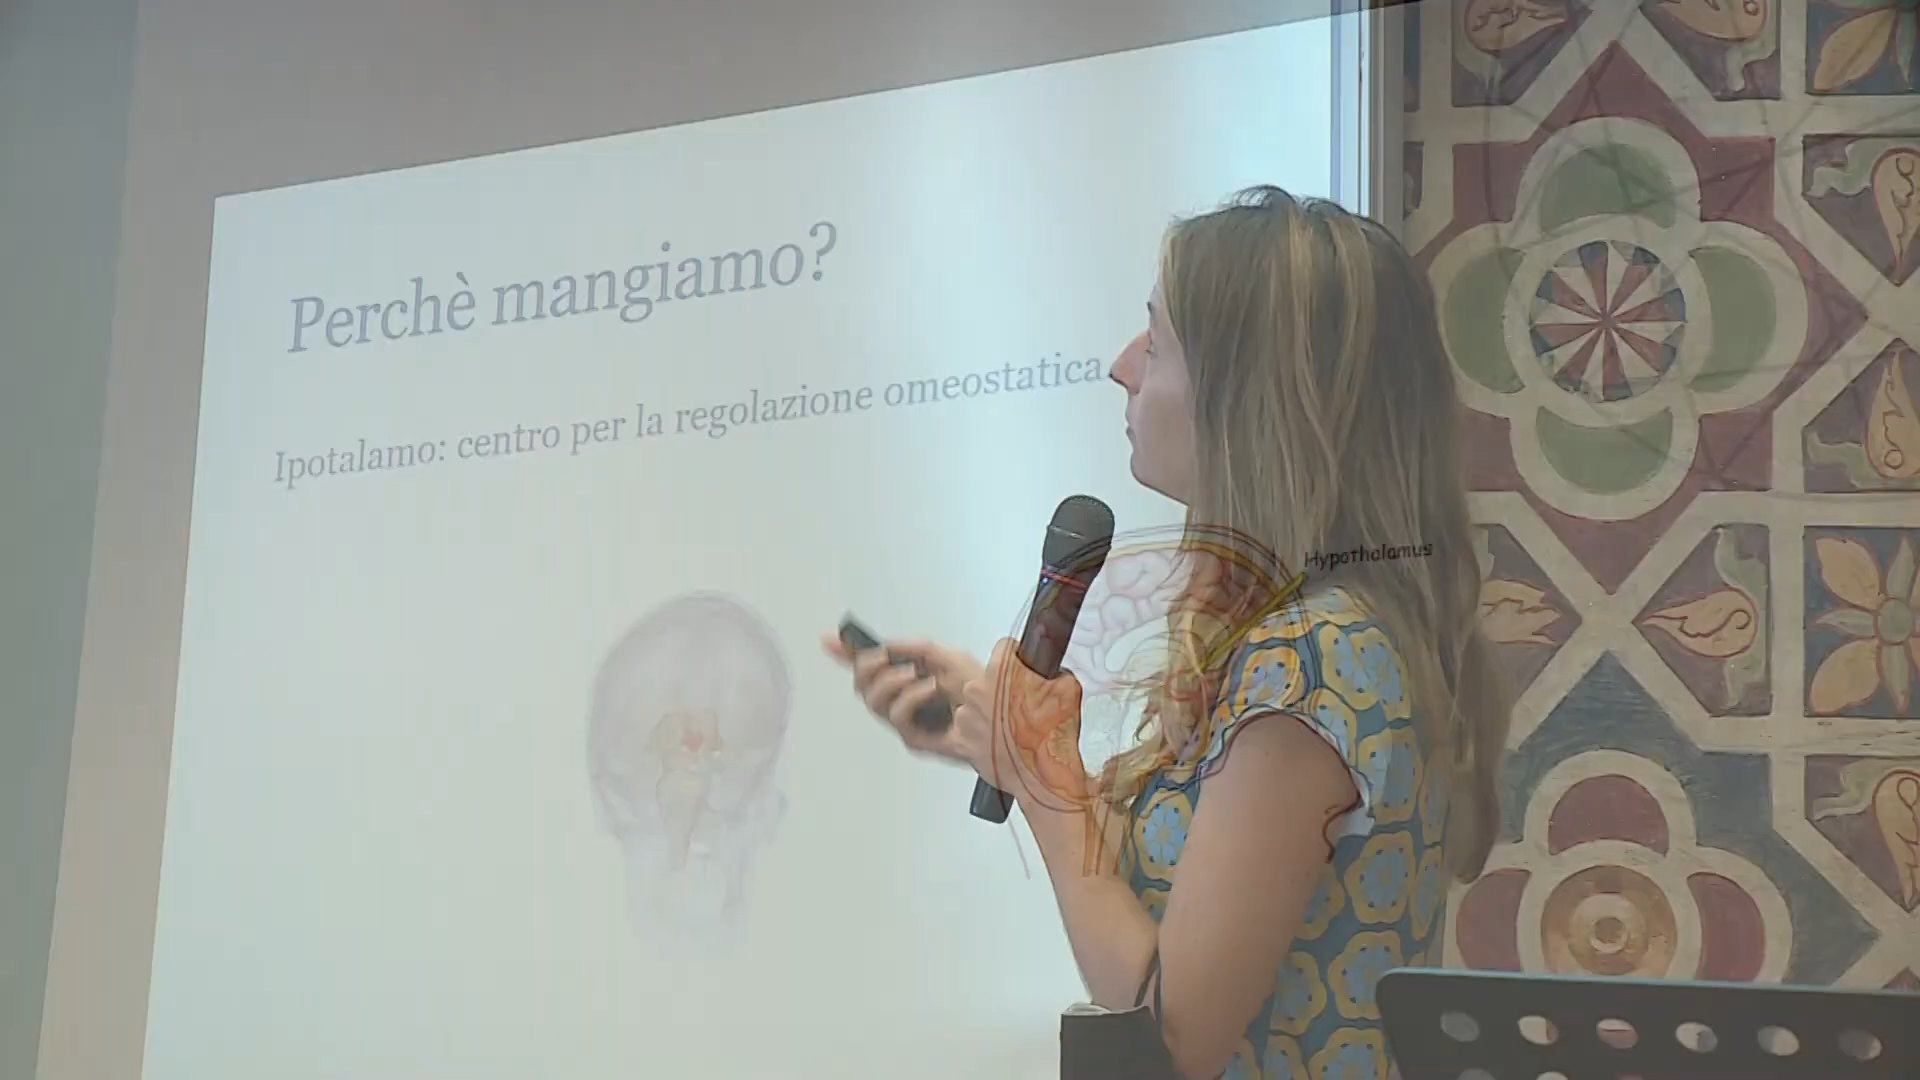 Perchè mangiamo?
Ipotalamo: centro per la regolazione omeostatica.
Hypothalamus